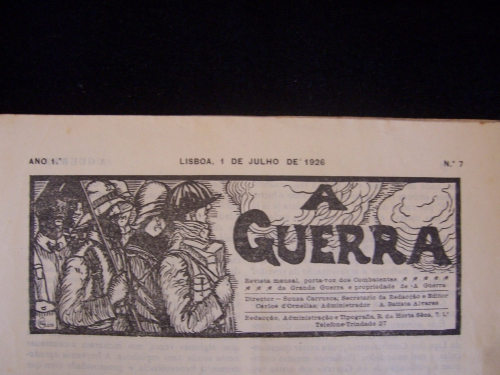 ANO 1.º LISBOA, 1 DE JULHO DE 1926 N.º 7
A
GUERRA
Revista mensal, porta-voz dos Combatentes
da Grande Guerra e propriedade de «A Guerra
Director — Sousa Carrusca; Secretario da Redacção e Editor
Carlos d'Ornellas; Administrador A. Batista Alvares
Redacção, Administração e Tipografia, R. da Horta Sêca, 7, 1.º
Telefone-Trindade 27